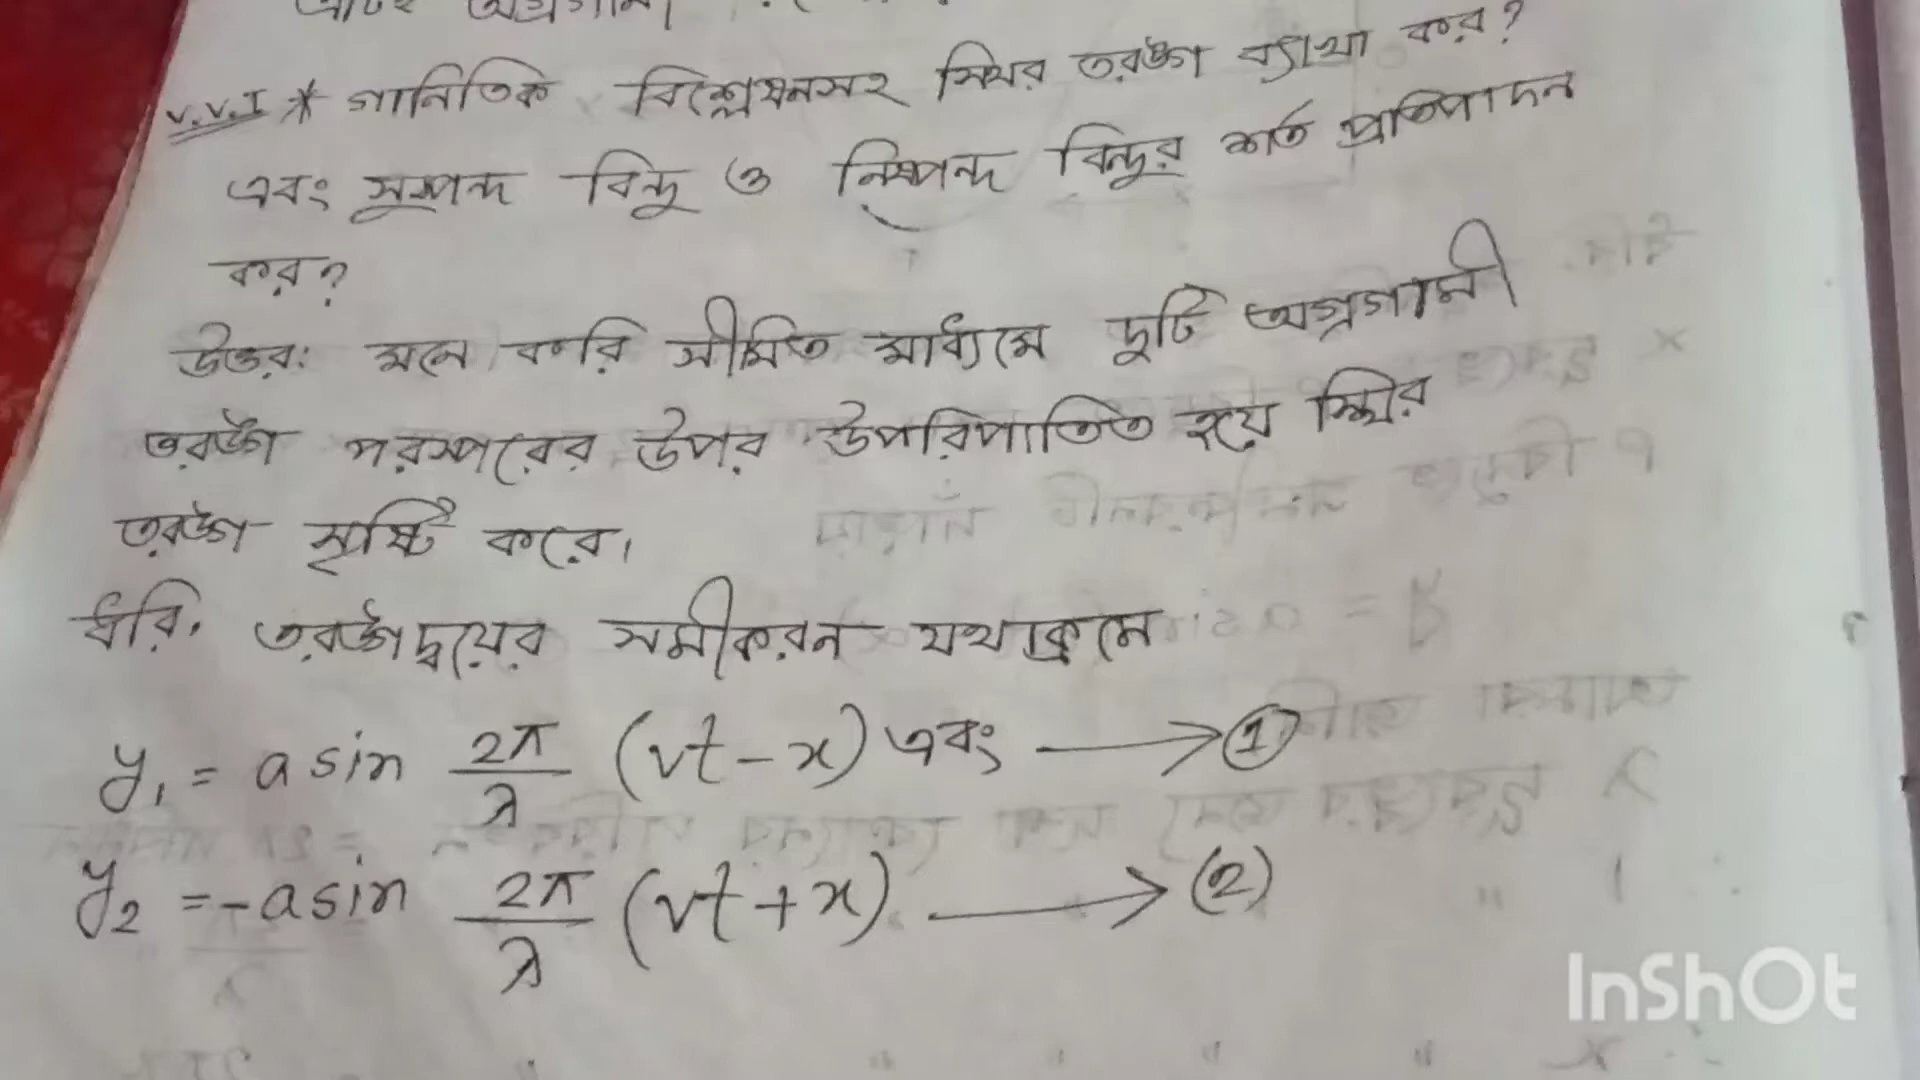 V.V.I * গানিতিক বিশ্লেষনসহ স্থির তরঙ্গ ব্যাখা কর?
এবং সুস্পন্দ বিন্দু ও নিষ্পন্দ বিন্দুর শর্ত প্রতিপাদন
কর?
উত্তর: মনে করি সীমিত মাধ্যমে দুটি অগ্রগামী
তরঙ্গ পরস্পরের উপর উপরিপাতিত হয়ে স্থির
তরঙ্গ সৃষ্টি করে।
ধরি, তরঙ্গদ্বয়ের সমীকরন যথাক্রমে
y₁ = a sin 2π/λ (vt - x) এবং ⟶ ①
y₂ = -a sin 2π/λ (vt + x) ⟶ (2)
InShOt